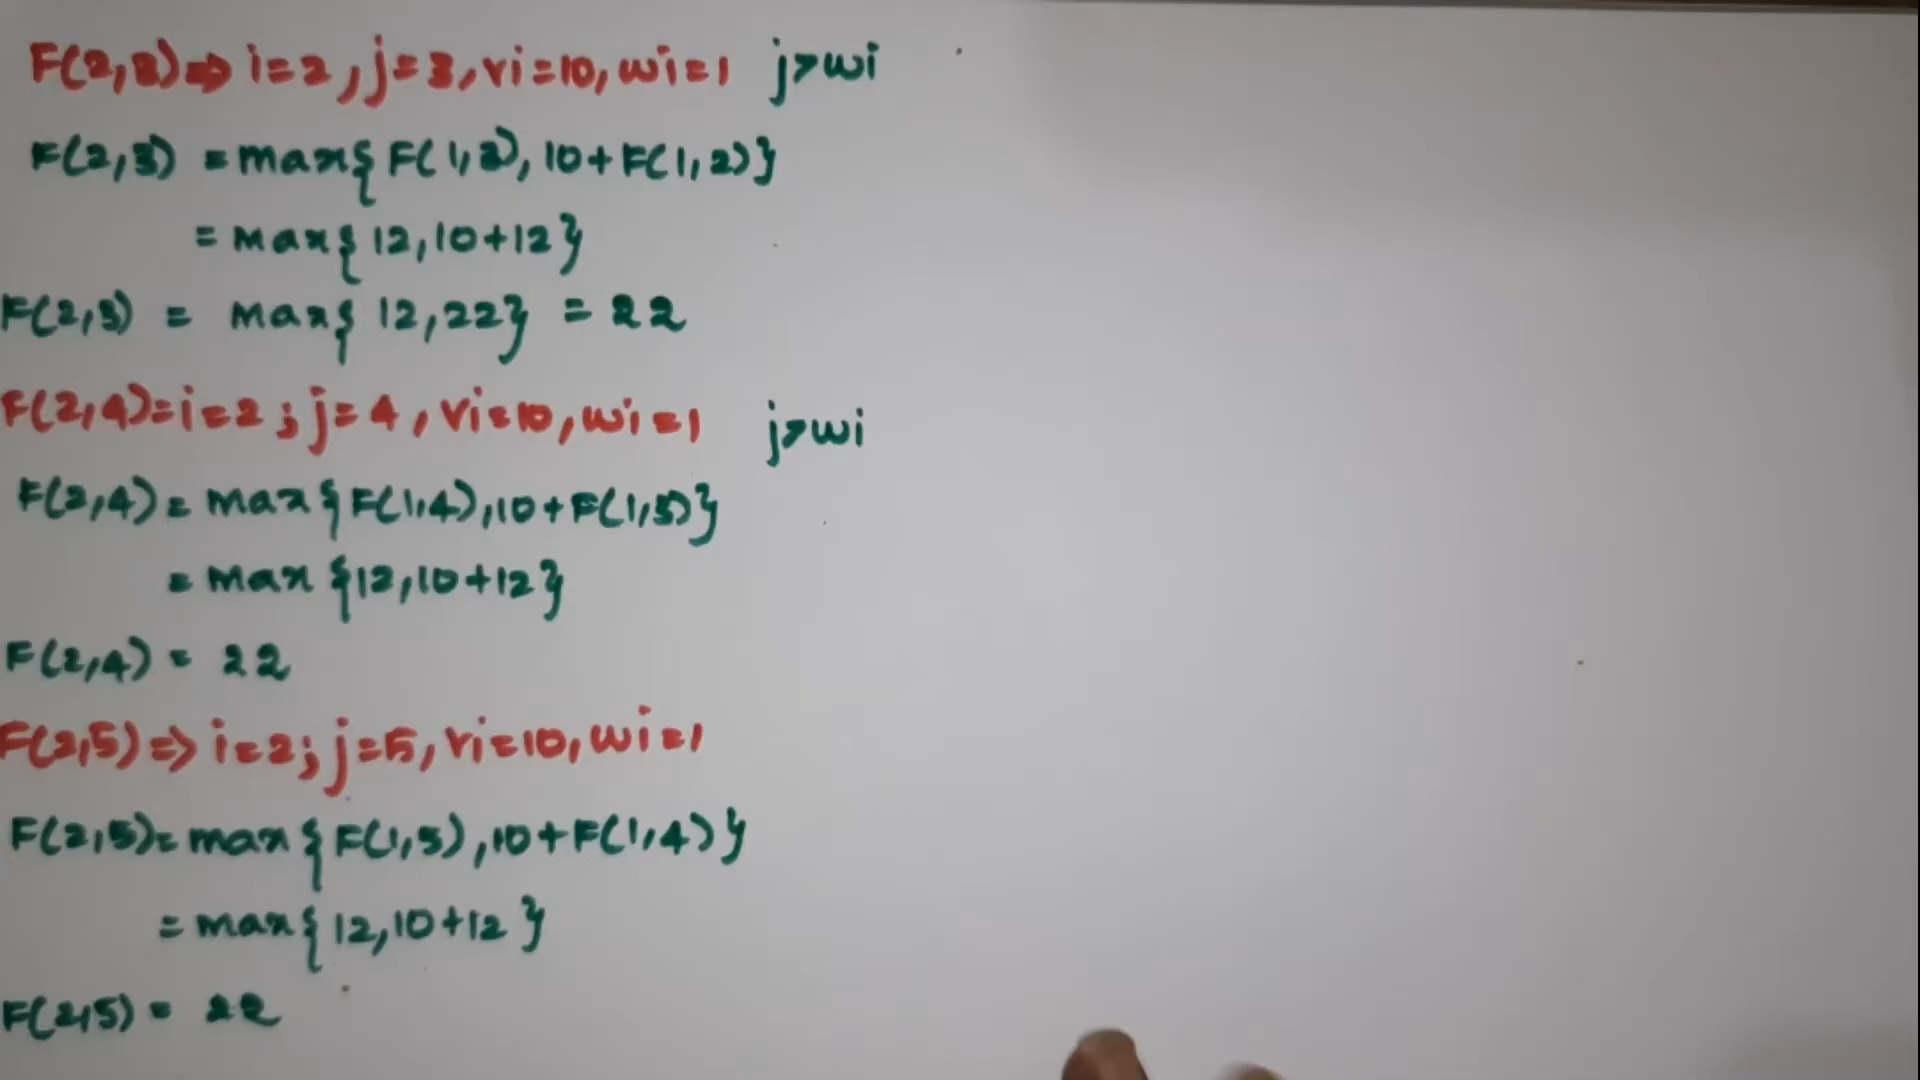 F(2,3) => i=2, j=3, vi=10, wi=1 j>wi
F(2,3) = max{F(1,3), 10+F(1,2)}
= max{12, 10+12}
F(2,3) = max{12, 22} = 22
F(2,4)=i=2; j=4, vi=10, wi=1 j>wi
F(2,4) = max{F(1,4), 10+F(1,3)}
= max{12, 10+12}
F(2,4) = 22
F(2,5) => i=2; j=5, vi=10, wi=1
F(2,5) = max{F(1,5), 10+F(1,4)}
= max{12, 10+12}
F(2,5) = 22